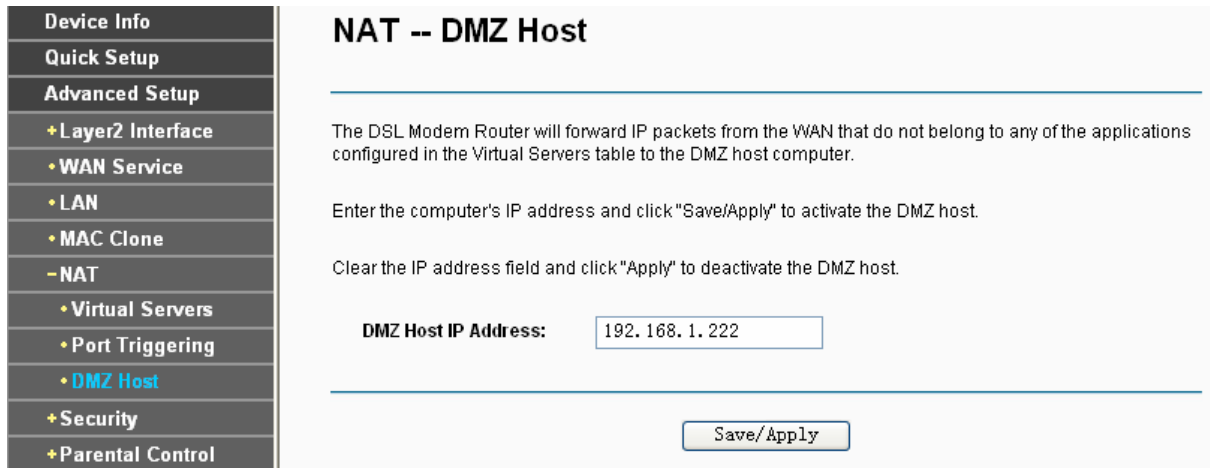 Device Info
Quick Setup
Advanced Setup
+Layer2 Interface
•WAN Service
•LAN
•MAC Clone
−NAT
•Virtual Servers
•Port Triggering
•DMZ Host
+Security
+Parental Control
NAT -- DMZ Host
The DSL Modem Router will forward IP packets from the WAN that do not belong to any of the applications
configured in the Virtual Servers table to the DMZ host computer.
Enter the computer's IP address and click "Save/Apply" to activate the DMZ host.
Clear the IP address field and click "Apply" to deactivate the DMZ host.
DMZ Host IP Address: 192.168.1.222
Save/Apply